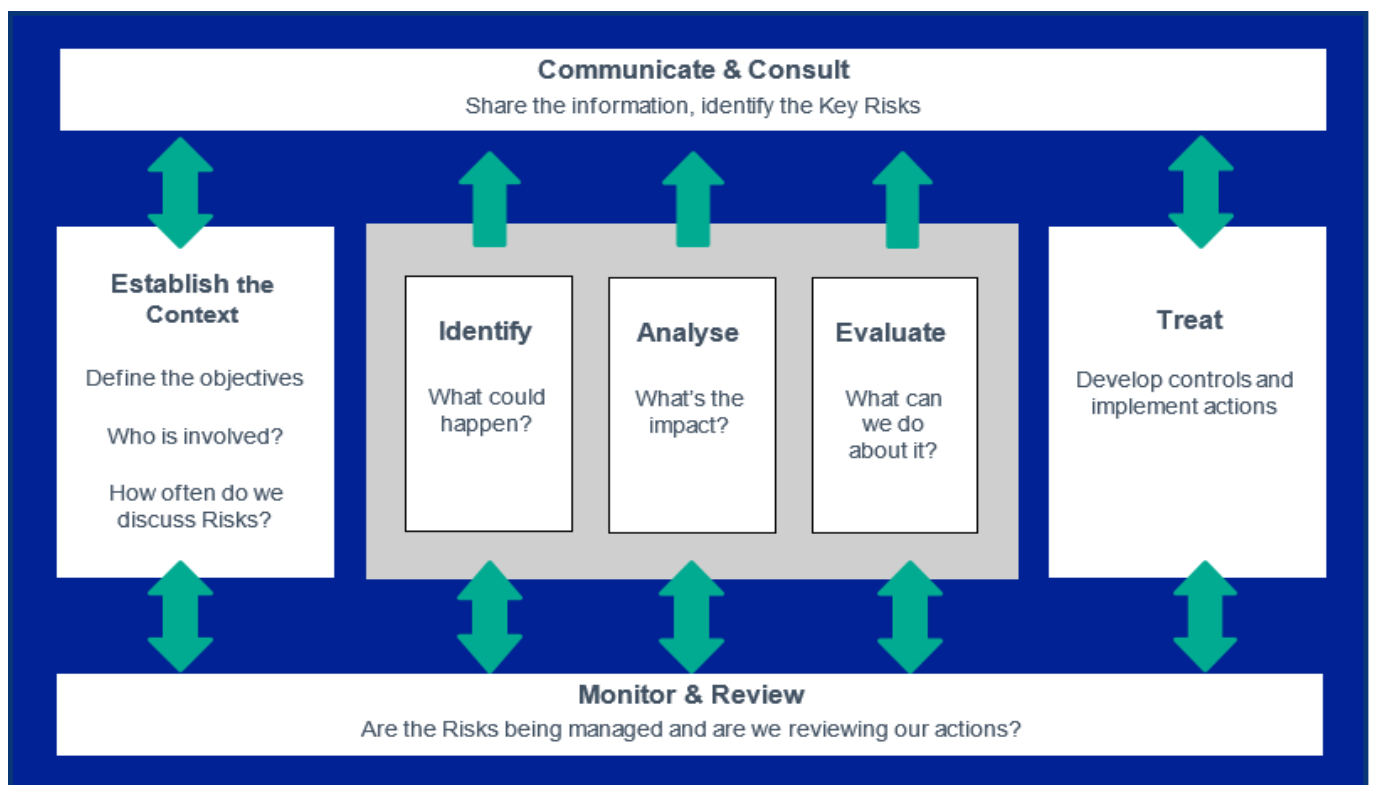 Communicate & Consult
Share the information, identify the Key Risks
Establish the
Context
Define the objectives
Who is involved?
How often do we
discuss Risks?
Identify
What could
happen?
Analyse
What's the
impact?
Evaluate
What can
we do
about it?
Treat
Develop controls and
implement actions
Monitor & Review
Are the Risks being managed and are we reviewing our actions?